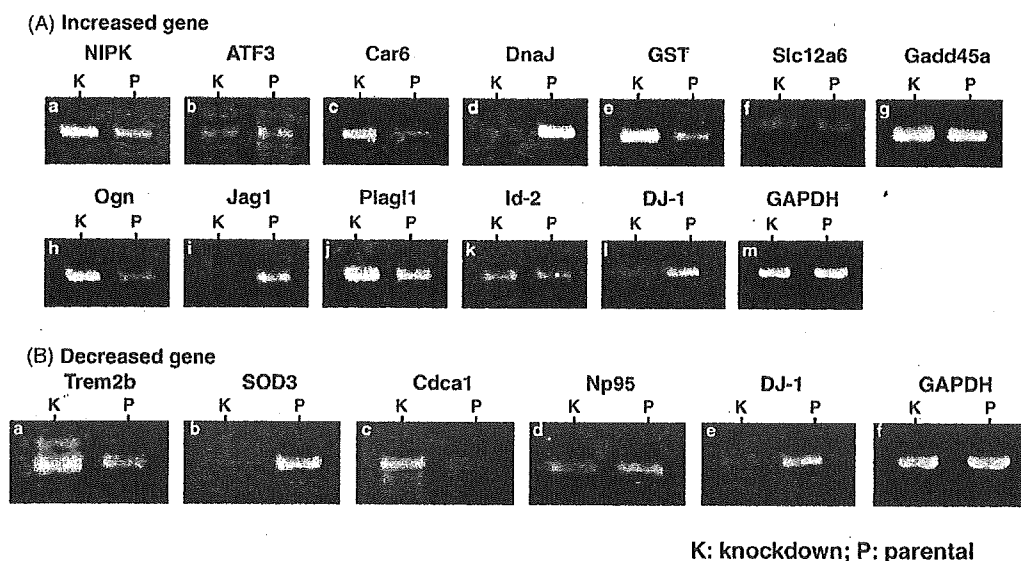 (A) Increased gene
NIPK ATF3 Car6 DnaJ GST Slc12a6 Gadd45a
K P K P K P K P K P K P K P
a b c d e f g
Ogn Jag1 Plagl1 Id-2 DJ-1 GAPDH
K P K P K P K P K P K P
h i j k l m
(B) Decreased gene
Trem2b SOD3 Cdca1 Np95 DJ-1 GAPDH
K P K P K P K P K P K P
a b c d e f
K: knockdown; P: parental